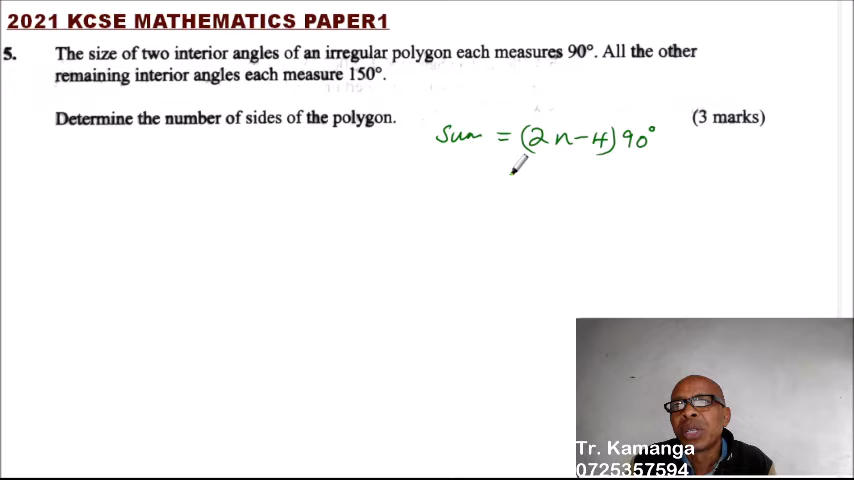 2021 KCSE MATHEMATICS PAPER1
5. The size of two interior angles of an irregular polygon each measures 90°. All the other
remaining interior angles each measure 150°.
Determine the number of sides of the polygon. (3 marks)
Sum = (2n-4)90°
Tr. Kamanga
0725357594